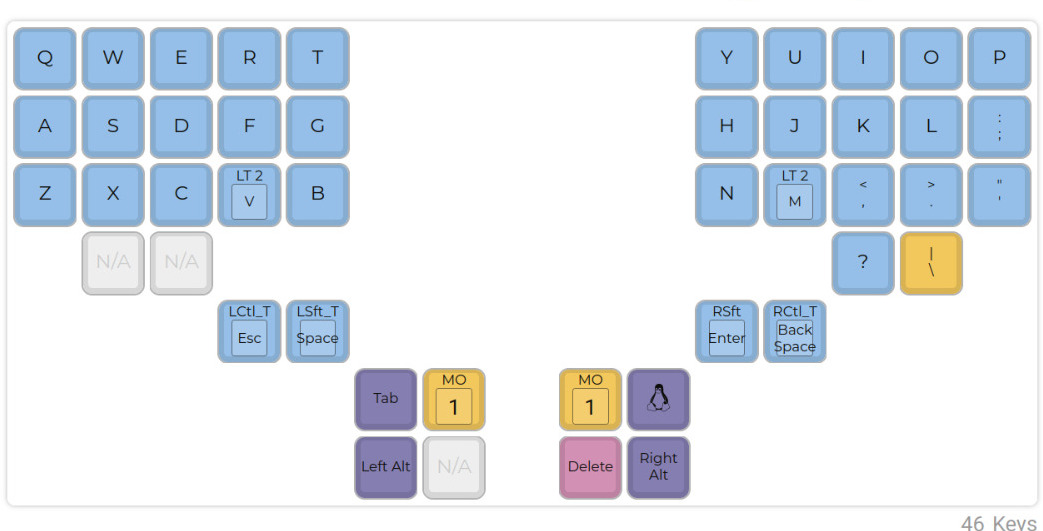 Q W E R T Y U I O P
A S D F G H J K L :
;
Z X C LT 2
V B N LT 2
M <
, >
. "
'
N/A N/A ? |
\
LCtl_T
Esc LSft_T
Space RSft
Enter RCtl_T
Back
Space
Tab MO
1 MO
1
Left Alt N/A Delete Right
Alt
46 Keys